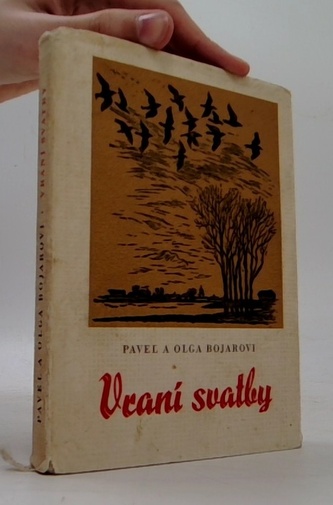 PAVEL A OLGA BOJAROVI
Vraní svatby
PAVEL A OLGA BOJAROVI · VRANÍ SVATBY